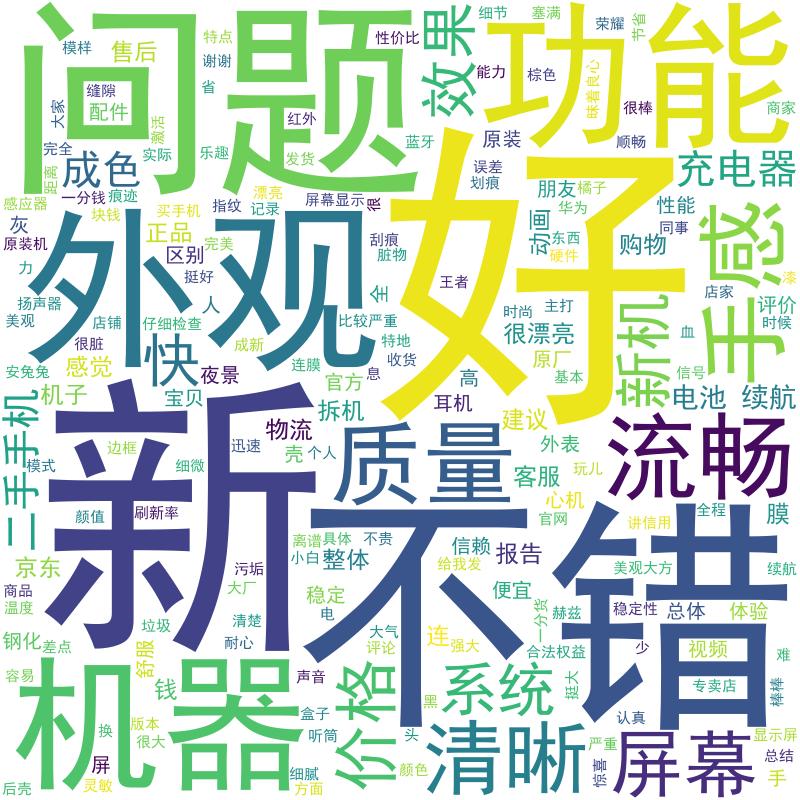 问题
功能
好
外观
新
不错
机器
手感
流畅
质量
清晰
屏幕
系统
价格
新机
效果
快
成色
充电器
二手手机
模样
售后
特点
谢谢
性价比
细节
塞满
荣耀
节省
缝隙
配件
大家
激活
省
红外
能力
棕色
昧着良心
很棒
商家
完全
实际
乐趣
发货
蓝牙
原装
顺畅
距离
误差
划痕
感应器
一分钱
痕迹
指纹
漂亮
记录
屏幕显示
很
朋友
橘子
华为
性能
同事
块钱
买手机
灰
原装机
正品
区别
完美
刮痕
脏物
动画
东西
硬件
购物
力
扬声器
挺好
人
全
王者
漆
店家
美观
店铺
仔细检查
比较严重
时尚
主打
评价
时候
很脏
成新
特地
很漂亮
血
安兔兔
感觉
夜景
连膜
收货
原厂
信号
机子
宝贝
官方
息
高
基本
电池
续航
拆机
耳机
建议
物流
边框
迅速
壳
个人
外表
模式
细微
客服
玩儿
颜值
刷新率
心机
官网
讲信用
全程
膜
离谱
具体
不贵
信赖
报告
京东
污垢
小白
整体
给我发
美观大方
续航
商品
大厂
稳定
便宜
赫兹
稳定性
总体
体验
温度
电
一分货
垃圾
清楚
大气
连
钢化
差点
耐心
评论
强大
合法权益
少
视频
难
舒服
容易
钱
声音
黑
挺大
专卖店
棒棒
换
版本
盒子
头
认真
很大
听筒
严重
显示屏
屏
惊喜
总结
后壳
灵敏
细腻
方面
颜色
手